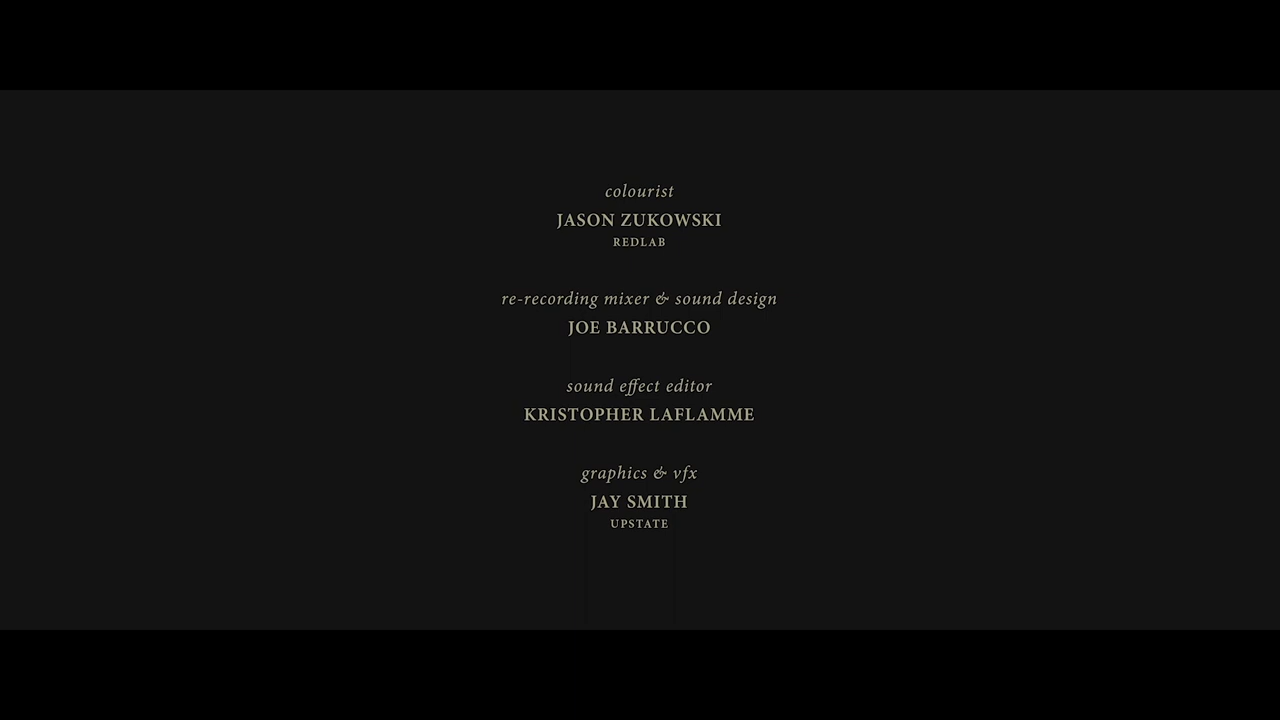 colourist
JASON ZUKOWSKI
REDLAB
re-recording mixer & sound design
JOE BARRUCCO
sound effect editor
KRISTOPHER LAFLAMME
graphics & vfx
JAY SMITH
UPSTATE